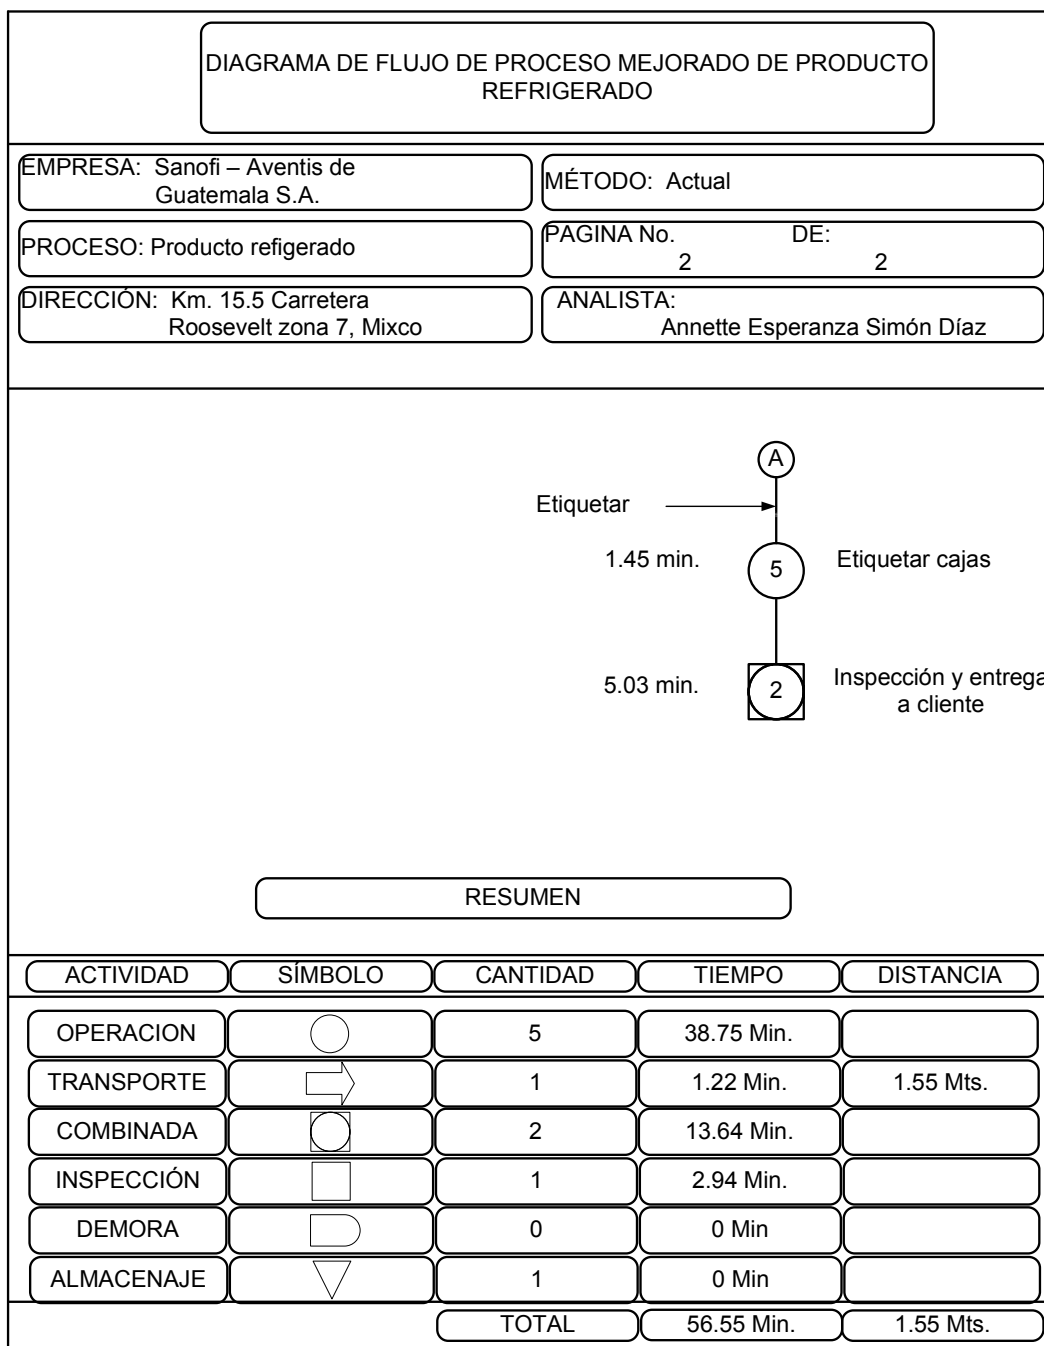 DIAGRAMA DE FLUJO DE PROCESO MEJORADO DE PRODUCTO
REFRIGERADO
EMPRESA: Sanofi – Aventis de
Guatemala S.A.
MÉTODO: Actual
PROCESO: Producto refigerado
PAGINA No. DE:
2 2
DIRECCIÓN: Km. 15.5 Carretera
Roosevelt zona 7, Mixco
ANALISTA:
Annette Esperanza Simón Díaz
A
Etiquetar
1.45 min. 5 Etiquetar cajas
5.03 min. 2 Inspección y entrega
a cliente
RESUMEN
ACTIVIDAD SÍMBOLO CANTIDAD TIEMPO DISTANCIA
OPERACION 5 38.75 Min.
TRANSPORTE 1 1.22 Min. 1.55 Mts.
COMBINADA 2 13.64 Min.
INSPECCIÓN 1 2.94 Min.
DEMORA 0 0 Min
ALMACENAJE 1 0 Min
TOTAL 56.55 Min. 1.55 Mts.